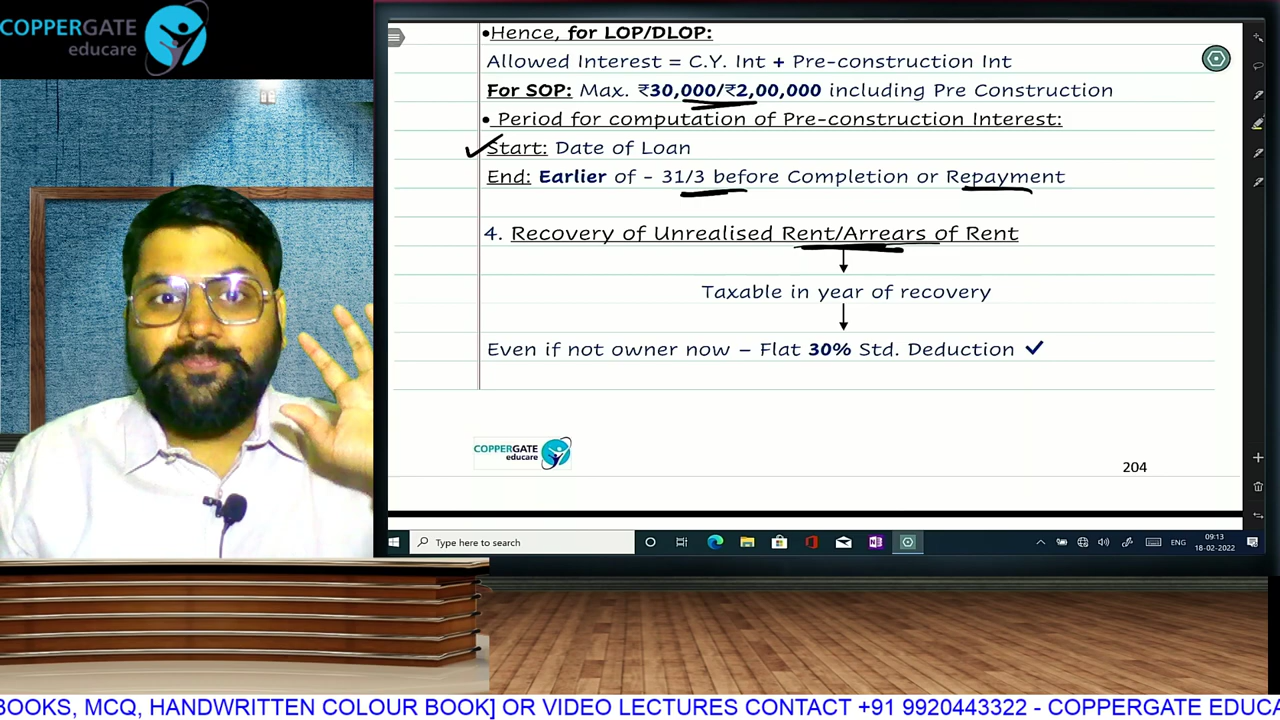 COPPERGATE
educare
•Hence, for LOP/DLOP:
Allowed Interest = C.Y. Int + Pre-construction Int
For SOP: Max. ₹30,000/₹2,00,000 including Pre Construction
• Period for computation of Pre-construction Interest:
Start: Date of Loan
End: Earlier of - 31/3 before Completion or Repayment
4. Recovery of Unrealised Rent/Arrears of Rent
Taxable in year of recovery
Even if not owner now – Flat 30% Std. Deduction ✓
COPPERGATE
educare
204
Type here to search
ENG
09:13
18-02-2022
BOOKS, MCQ, HANDWRITTEN COLOUR BOOK] OR VIDEO LECTURES CONTACT +91 9920443322 - COPPERGATE EDUCA